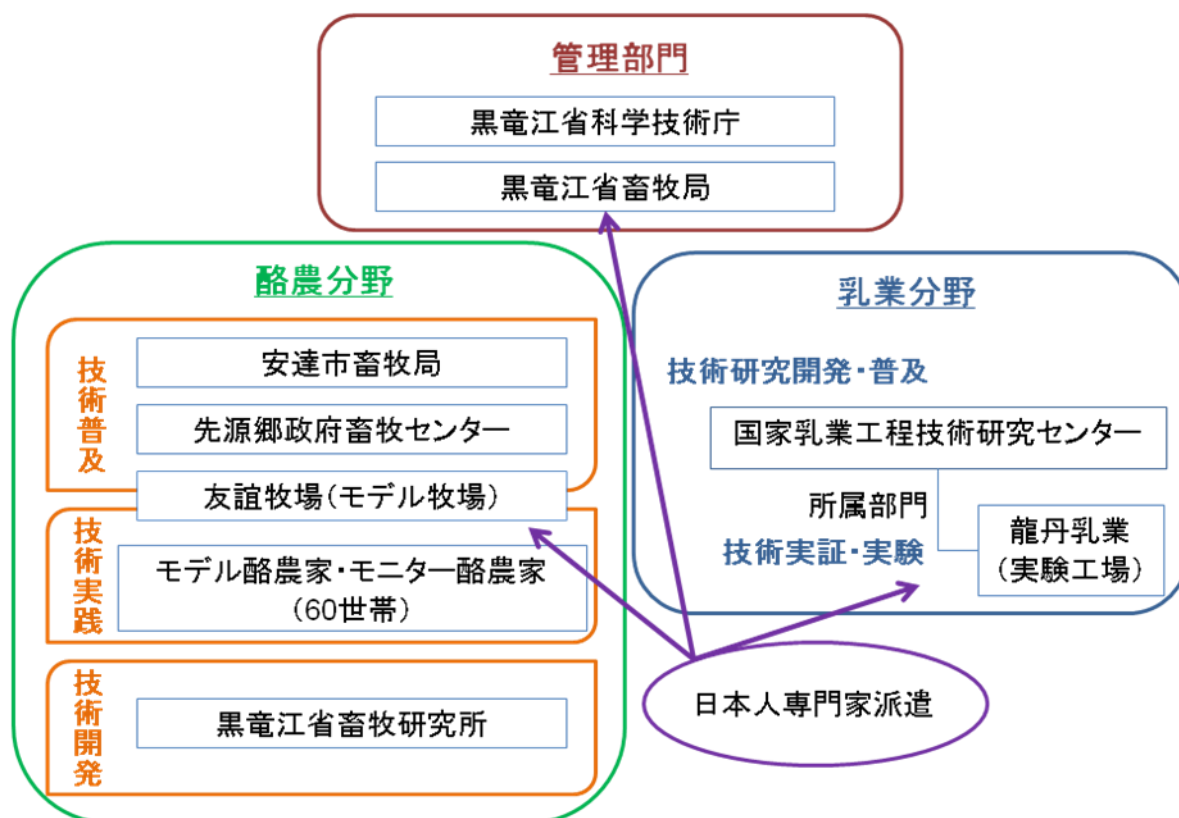 管理部門
黒竜江省科学技術庁
黒竜江省畜牧局
酪農分野
技術普及
安達市畜牧局
先源郷政府畜牧センター
友誼牧場(モデル牧場)
技術実践
モデル酪農家・モニター酪農家
(60世帯)
技術開発
黒竜江省畜牧研究所
乳業分野
技術研究開発・普及
国家乳業工程技術研究センター
所属部門
技術実証・実験
龍丹乳業
(実験工場)
日本人専門家派遣